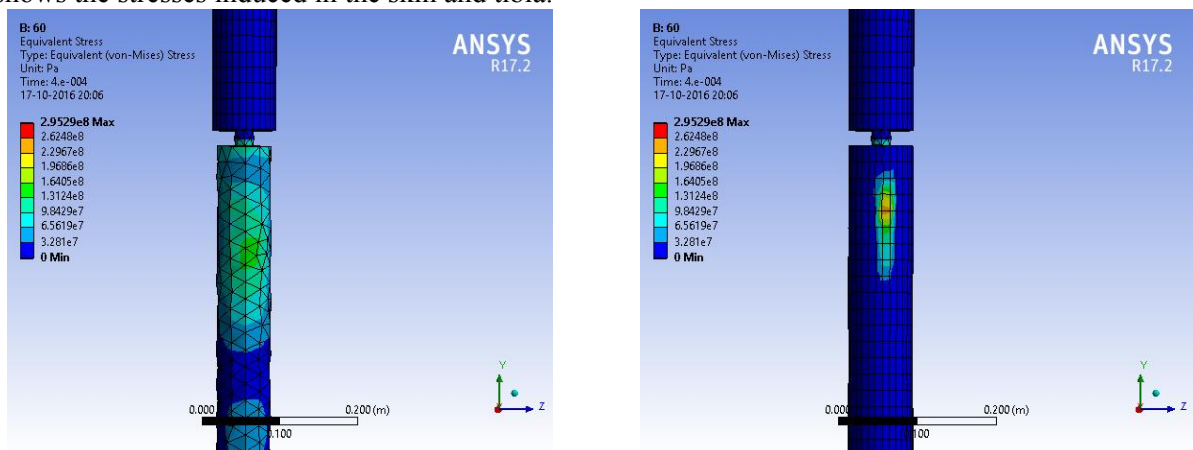 shows the stresses induced in the skin and tibia.
B: 60
Equivalent Stress
Type: Equivalent (von-Mises) Stress
Unit: Pa
Time: 4.e-004
17-10-2016 20:06
2.9529e8 Max
2.6248e8
2.2967e8
1.9686e8
1.6405e8
1.3124e8
9.8429e7
6.5619e7
3.281e7
0 Min
ANSYS
R17.2
Y
Z
0.000
0.200 (m)
0.100
B: 60
Equivalent Stress
Type: Equivalent (von-Mises) Stress
Unit: Pa
Time: 4.e-004
17-10-2016 20:06
2.9529e8 Max
2.6248e8
2.2967e8
1.9686e8
1.6405e8
1.3124e8
9.8429e7
6.5619e7
3.281e7
0 Min
ANSYS
R17.2
Y
Z
0.000
0.200 (m)
0.100